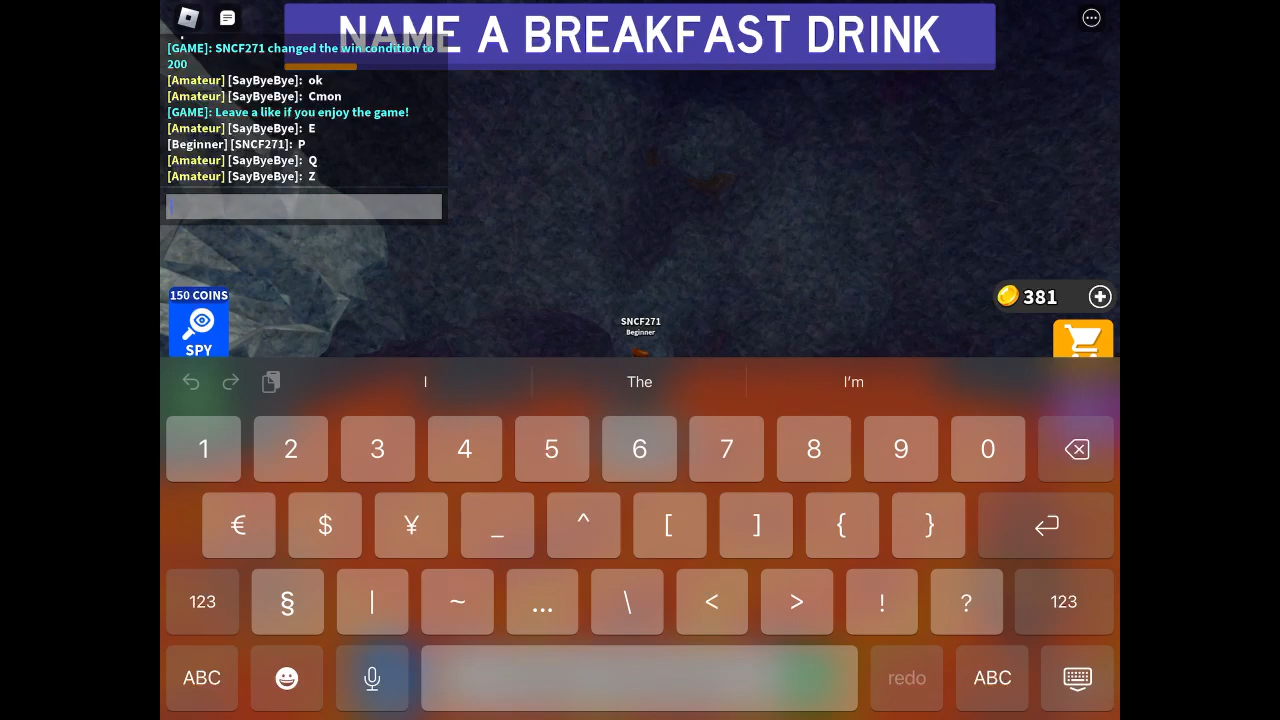 NAME A BREAKFAST DRINK
[GAME]: SNCF271 changed the win condition to
200
[Amateur] [SayByeBye]: ok
[Amateur] [SayByeBye]: Cmon
[GAME]: Leave a like if you enjoy the game!
[Amateur] [SayByeBye]: E
[Beginner] [SNCF271]: P
[Amateur] [SayByeBye]: Q
[Amateur] [SayByeBye]: Z
150 COINS
SPY
381
SNCF271
Beginner
I The I'm
1 2 3 4 5 6 7 8 9 0
€ $ ¥ _ ^ [ ] { }
123 § | ~ … \ < > ! ? 123
ABC redo ABC